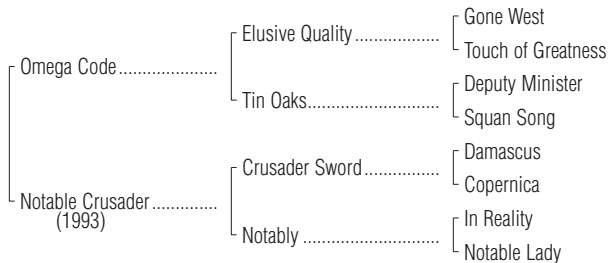 Gone West
Elusive Quality ..................
Touch of Greatness
Omega Code .....................
Deputy Minister
Tin Oaks............................
Squan Song
Damascus
Crusader Sword................
Copernica
Notable Crusader ..............
(1993)
In Reality
Notably .............................
Notable Lady